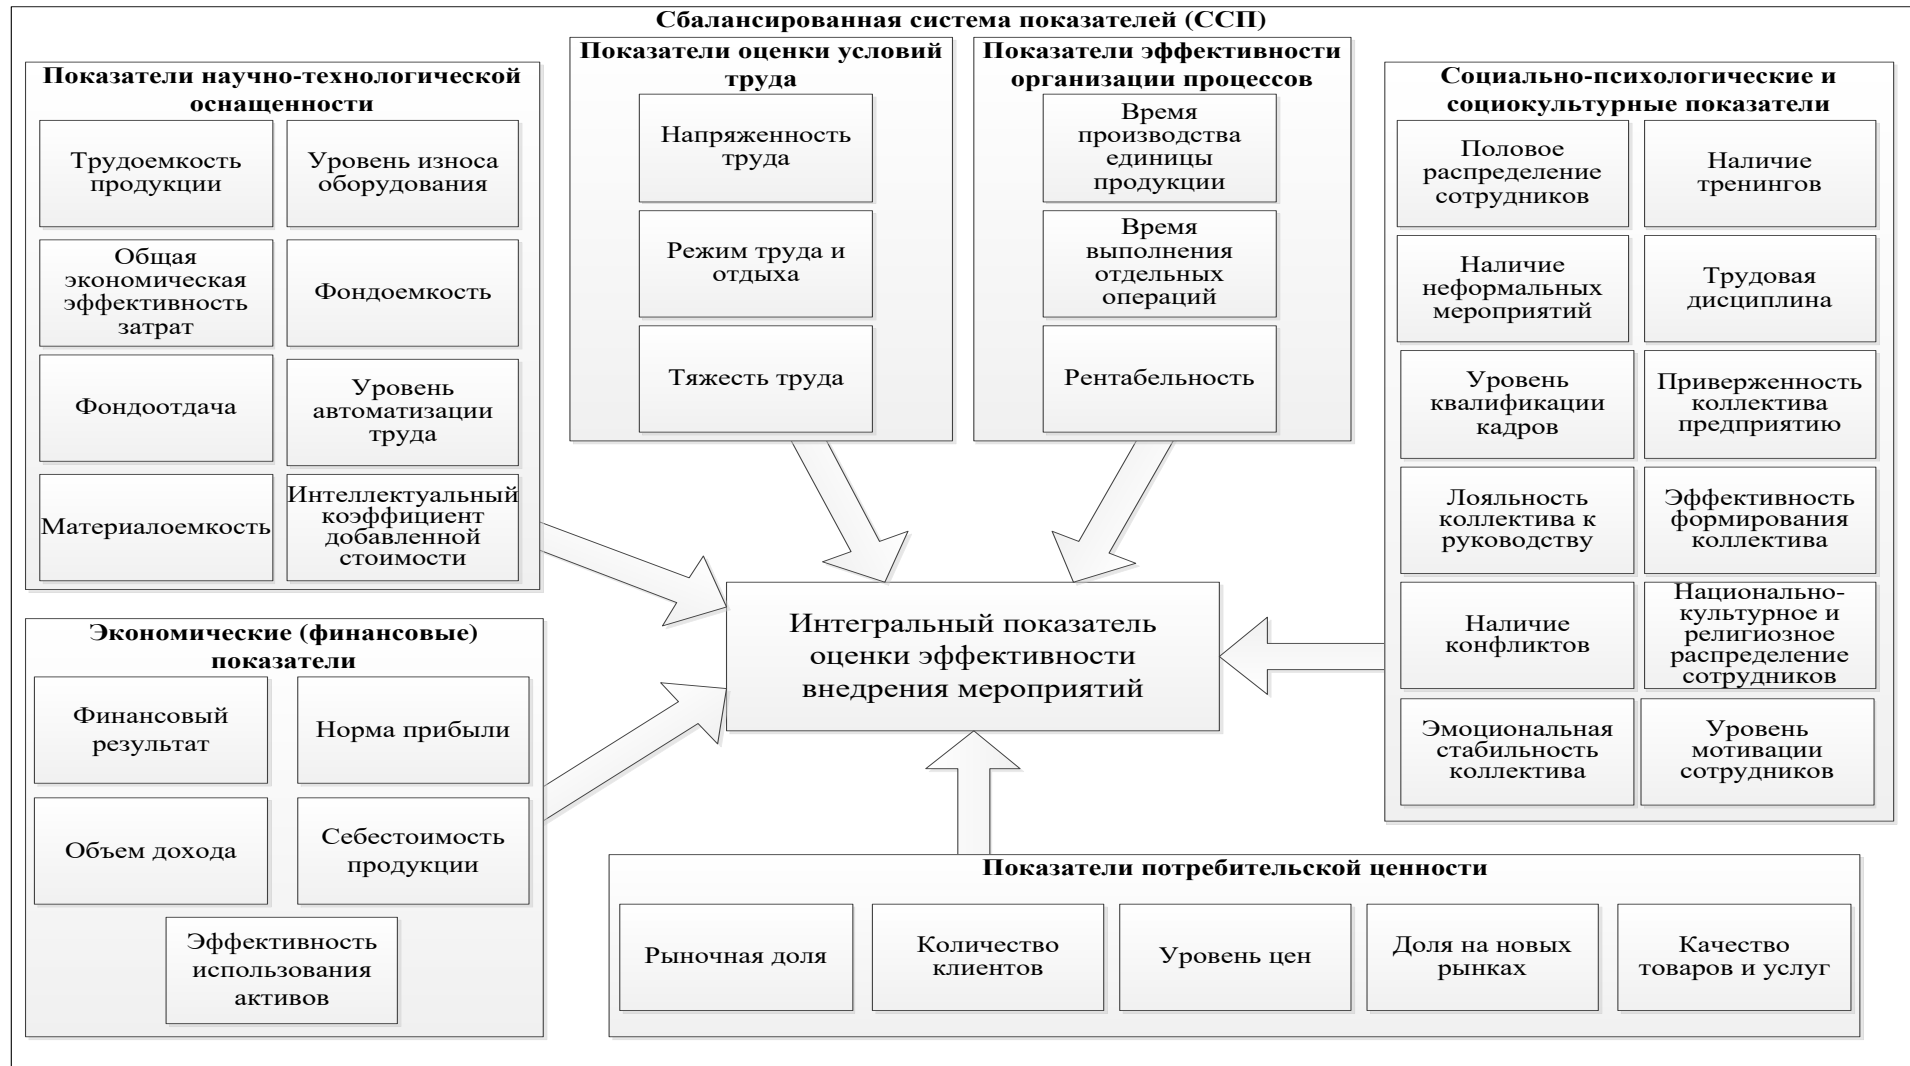 Сбалансированная система показателей (ССП)
Показатели научно-технологической
оснащенности
Трудоемкость
продукции
Уровень износа
оборудования
Общая
экономическая
эффективность
затрат
Фондоемкость
Фондоотдача
Уровень
автоматизации
труда
Материалоемкость
Интеллектуальный
коэффициент
добавленной
стоимости
Показатели оценки условий
труда
Напряженность
труда
Режим труда и
отдыха
Тяжесть труда
Показатели эффективности
организации процессов
Время
производства
единицы
продукции
Время
выполнения
отдельных
операций
Рентабельность
Социально-психологические и
социокультурные показатели
Половое
распределение
сотрудников
Наличие
тренингов
Наличие
неформальных
мероприятий
Трудовая
дисциплина
Уровень
квалификации
кадров
Приверженность
коллектива
предприятию
Лояльность
коллектива к
руководству
Эффективность
формирования
коллектива
Наличие
конфликтов
Национально-
культурное и
религиозное
распределение
сотрудников
Эмоциональная
стабильность
коллектива
Уровень
мотивации
сотрудников
Интегральный показатель
оценки эффективности
внедрения мероприятий
Экономические (финансовые)
показатели
Финансовый
результат
Норма прибыли
Объем дохода
Себестоимость
продукции
Эффективность
использования
активов
Показатели потребительской ценности
Рыночная доля
Количество
клиентов
Уровень цен
Доля на новых
рынках
Качество
товаров и услуг